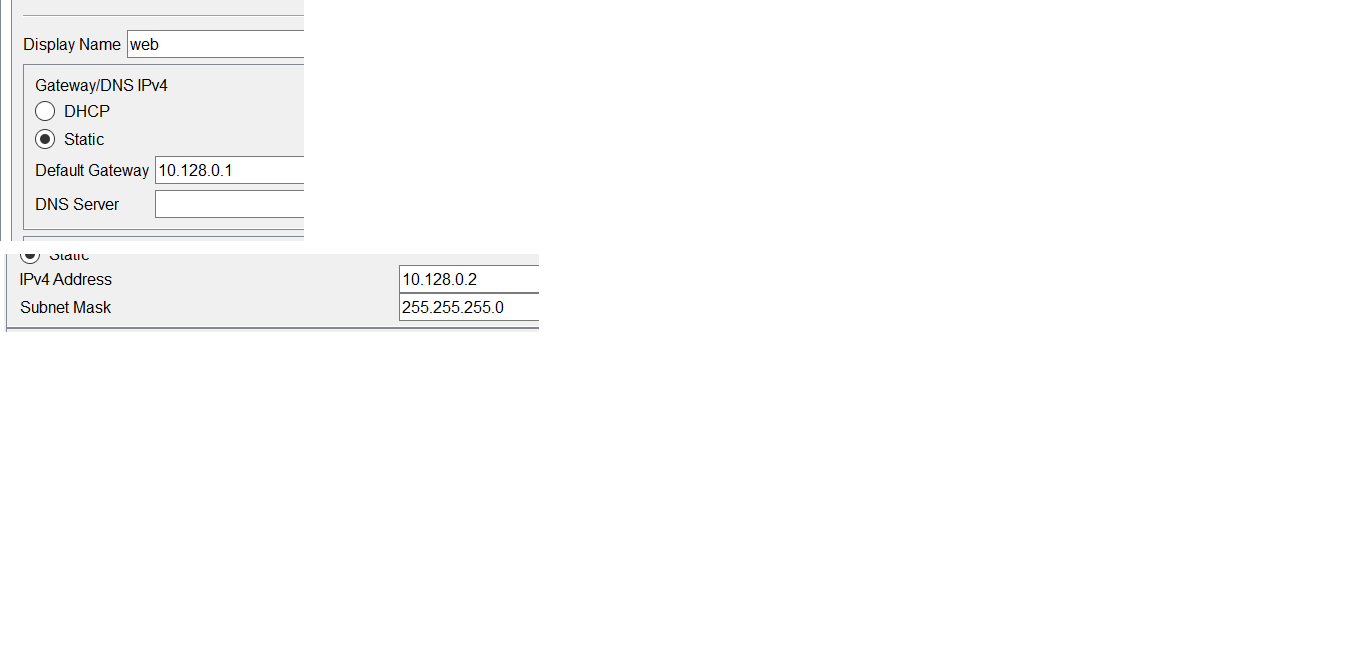 Display Name web
Gateway/DNS IPv4
DHCP
Static
Default Gateway 10.128.0.1
DNS Server
Static
IPv4 Address 10.128.0.2
Subnet Mask 255.255.255.0